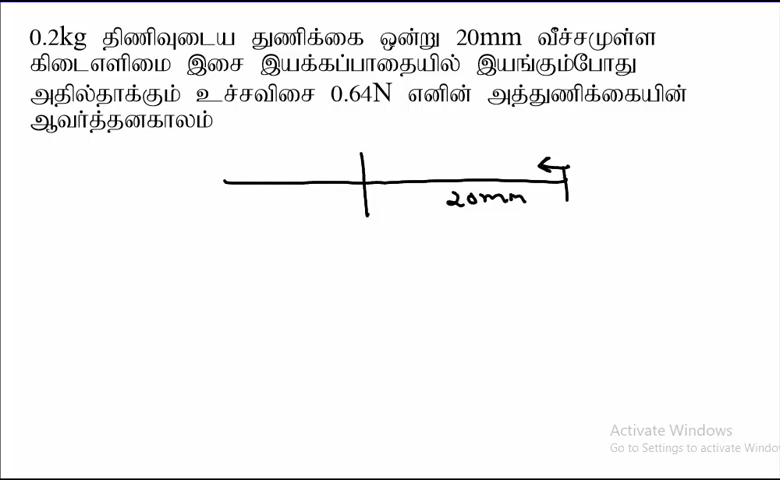 0.2kg திணிவுடைய துணிக்கை ஒன்று 20mm வீச்சமுள்ள
கிடைஎளிமை இசை இயக்கப்பாதையில் இயங்கும்போது
அதில்தாக்கும் உச்சவிசை 0.64N எனின் அத்துணிக்கையின்
ஆவர்த்தனகாலம்
20mm
Activate Windows
Go to Settings to activate Windo